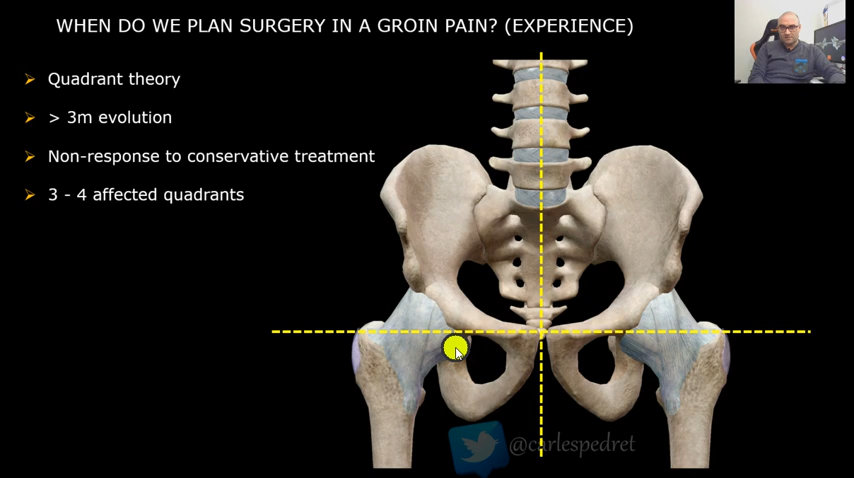 WHEN DO WE PLAN SURGERY IN A GROIN PAIN? (EXPERIENCE)
Quadrant theory
> 3m evolution
Non-response to conservative treatment
3 - 4 affected quadrants
@carlespedret